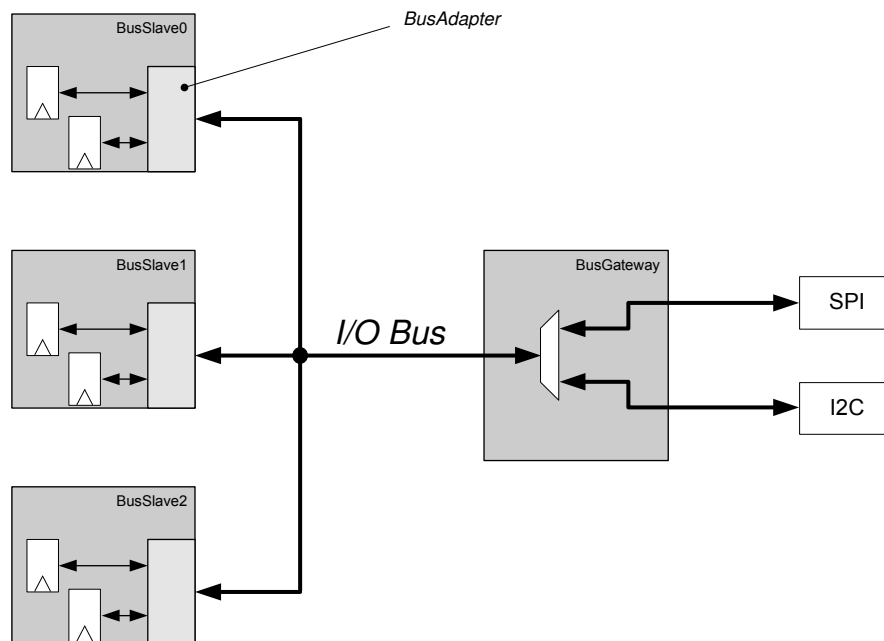 BusSlave0
BusAdapter
BusSlave1
BusGateway
SPI
I/O Bus
I2C
BusSlave2